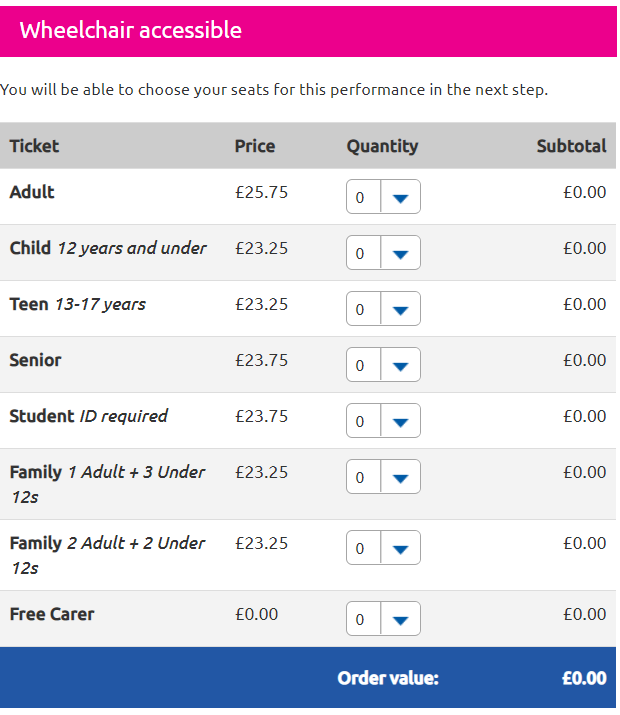 Wheelchair accessible
You will be able to choose your seats for this performance in the next step.
Ticket Price Quantity Subtotal
Adult £25.75 0 £0.00
Child 12 years and under £23.25 0 £0.00
Teen 13-17 years £23.25 0 £0.00
Senior £23.75 0 £0.00
Student ID required £23.75 0 £0.00
Family 1 Adult + 3 Under £23.25 0 £0.00
12s
Family 2 Adult + 2 Under £23.25 0 £0.00
12s
Free Carer £0.00 0 £0.00
Order value: £0.00